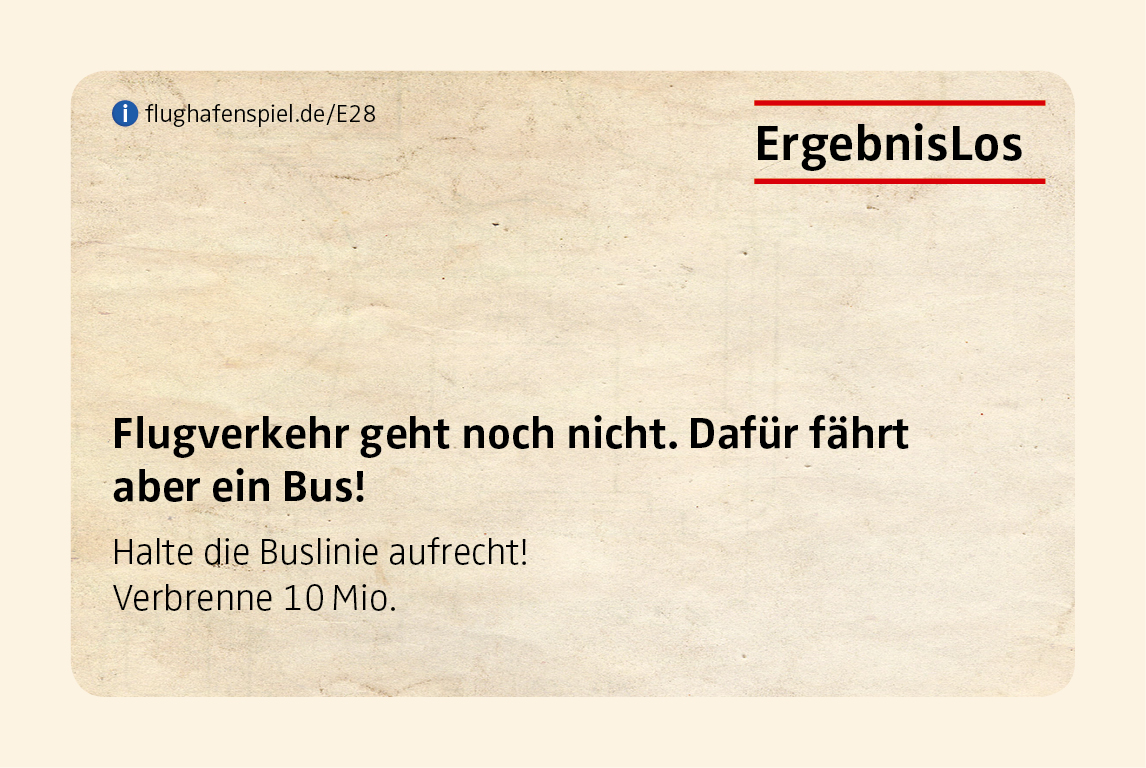 i flughafenspiel.de/E28
ErgebnisLos
Flugverkehr geht noch nicht. Dafür fährt
aber ein Bus!
Halte die Buslinie aufrecht!
Verbrenne 10 Mio.